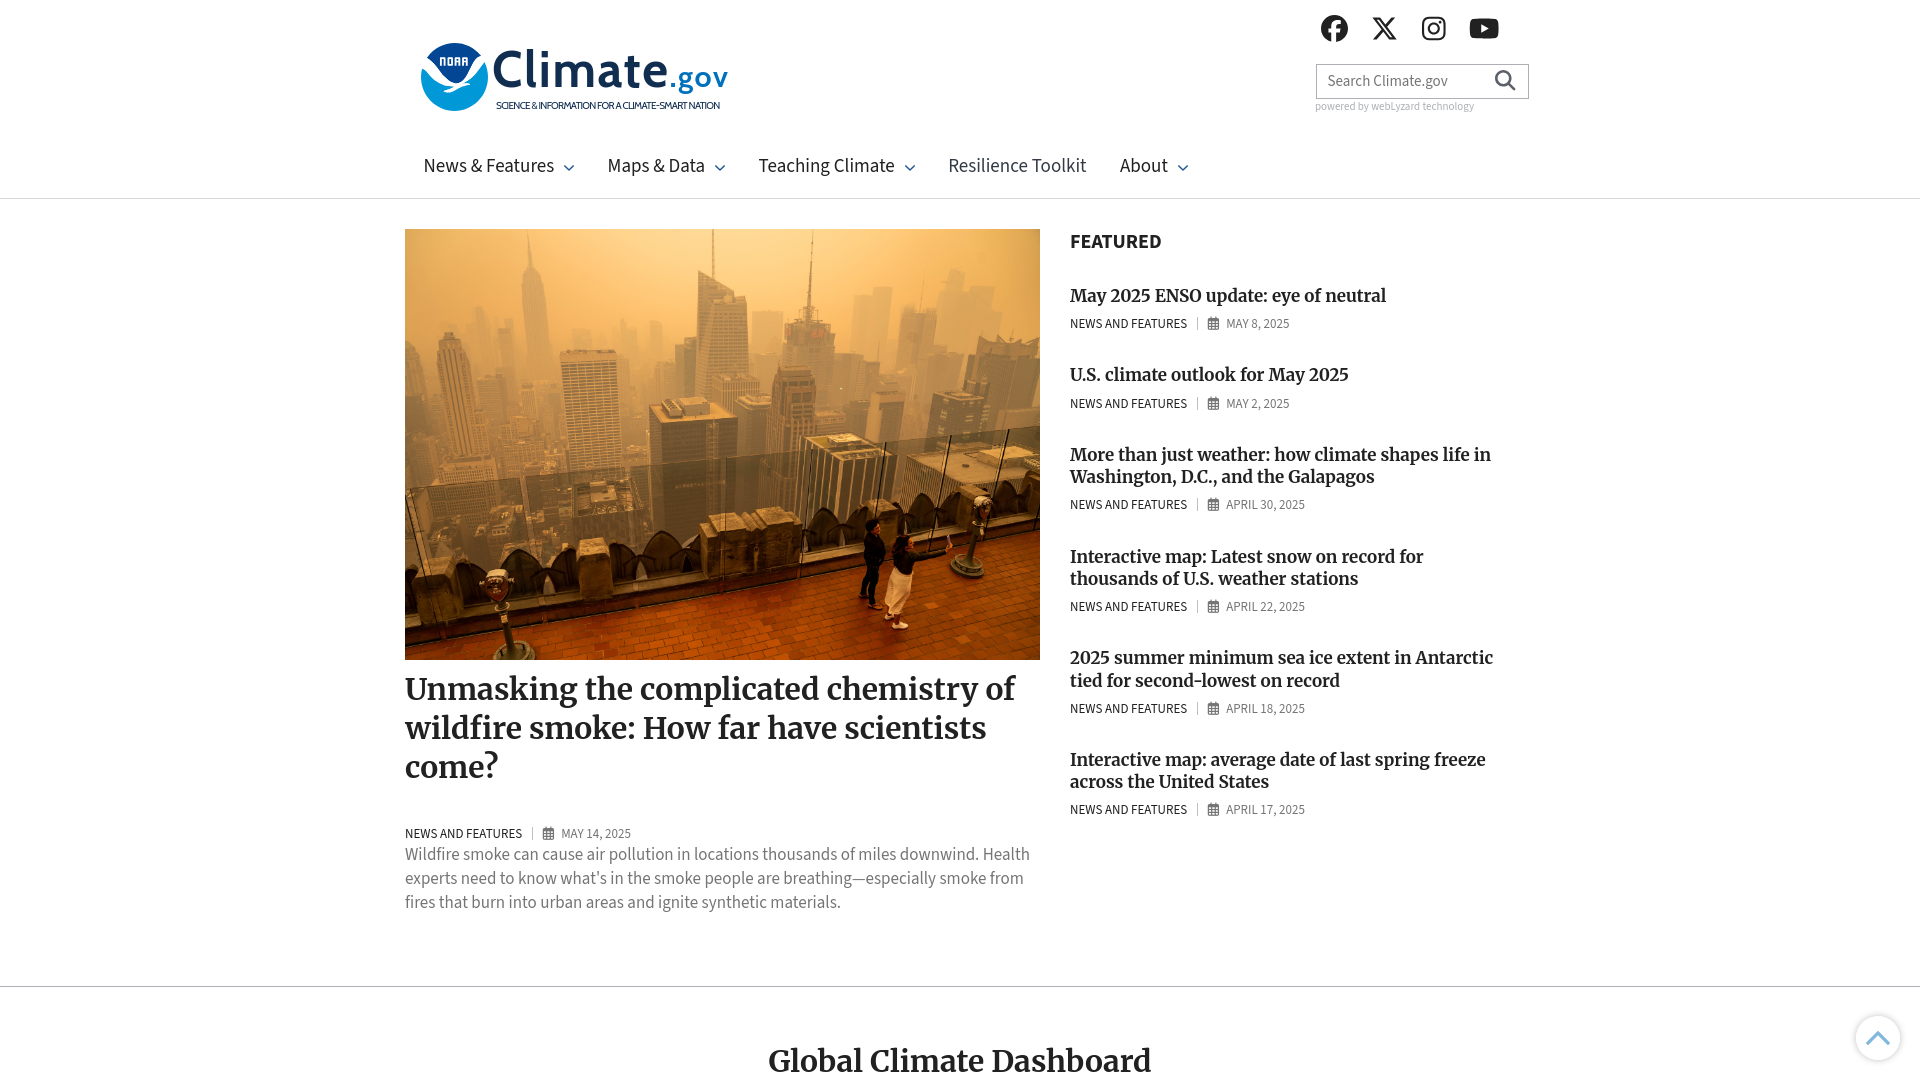 NOAA
Climate.gov
SCIENCE & INFORMATION FOR A CLIMATE-SMART NATION
Search Climate.gov
powered by webLyzard technology
News & Features
Maps & Data
Teaching Climate
Resilience Toolkit
About
Unmasking the complicated chemistry of
wildfire smoke: How far have scientists
come?
NEWS AND FEATURES MAY 14, 2025
Wildfire smoke can cause air pollution in locations thousands of miles downwind. Health
experts need to know what's in the smoke people are breathing—especially smoke from
fires that burn into urban areas and ignite synthetic materials.
FEATURED
May 2025 ENSO update: eye of neutral
NEWS AND FEATURES MAY 8, 2025
U.S. climate outlook for May 2025
NEWS AND FEATURES MAY 2, 2025
More than just weather: how climate shapes life in
Washington, D.C., and the Galapagos
NEWS AND FEATURES APRIL 30, 2025
Interactive map: Latest snow on record for
thousands of U.S. weather stations
NEWS AND FEATURES APRIL 22, 2025
2025 summer minimum sea ice extent in Antarctic
tied for second-lowest on record
NEWS AND FEATURES APRIL 18, 2025
Interactive map: average date of last spring freeze
across the United States
NEWS AND FEATURES APRIL 17, 2025
Global Climate Dashboard